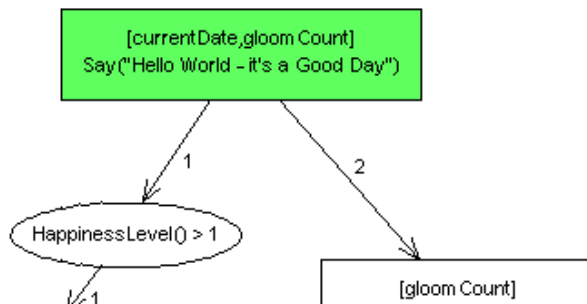 [currentDate,gloom Count]
Say("Hello World - it's a Good Day")
1
2
HappinessLevel() > 1
1
[gloom Count]